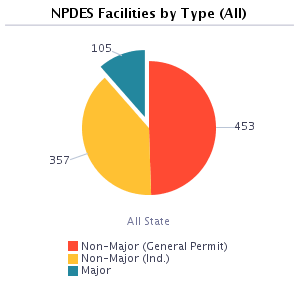 NPDES Facilities by Type (All)
105
453
357
All State
Non-Major (General Permit)
Non-Major (Ind.)
Major